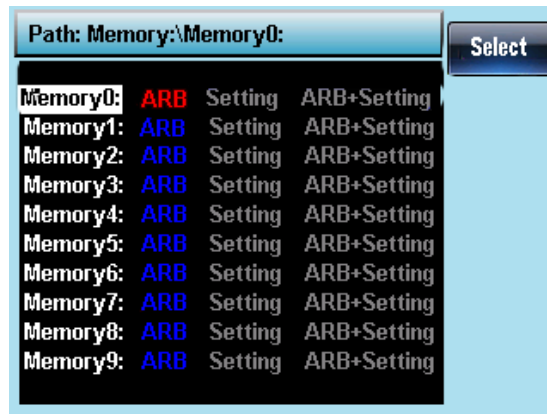 Path: Memory:\Memory0:
Select
Memory0: ARB Setting ARB+Setting
Memory1: ARB Setting ARB+Setting
Memory2: ARB Setting ARB+Setting
Memory3: ARB Setting ARB+Setting
Memory4: ARB Setting ARB+Setting
Memory5: ARB Setting ARB+Setting
Memory6: ARB Setting ARB+Setting
Memory7: ARB Setting ARB+Setting
Memory8: ARB Setting ARB+Setting
Memory9: ARB Setting ARB+Setting